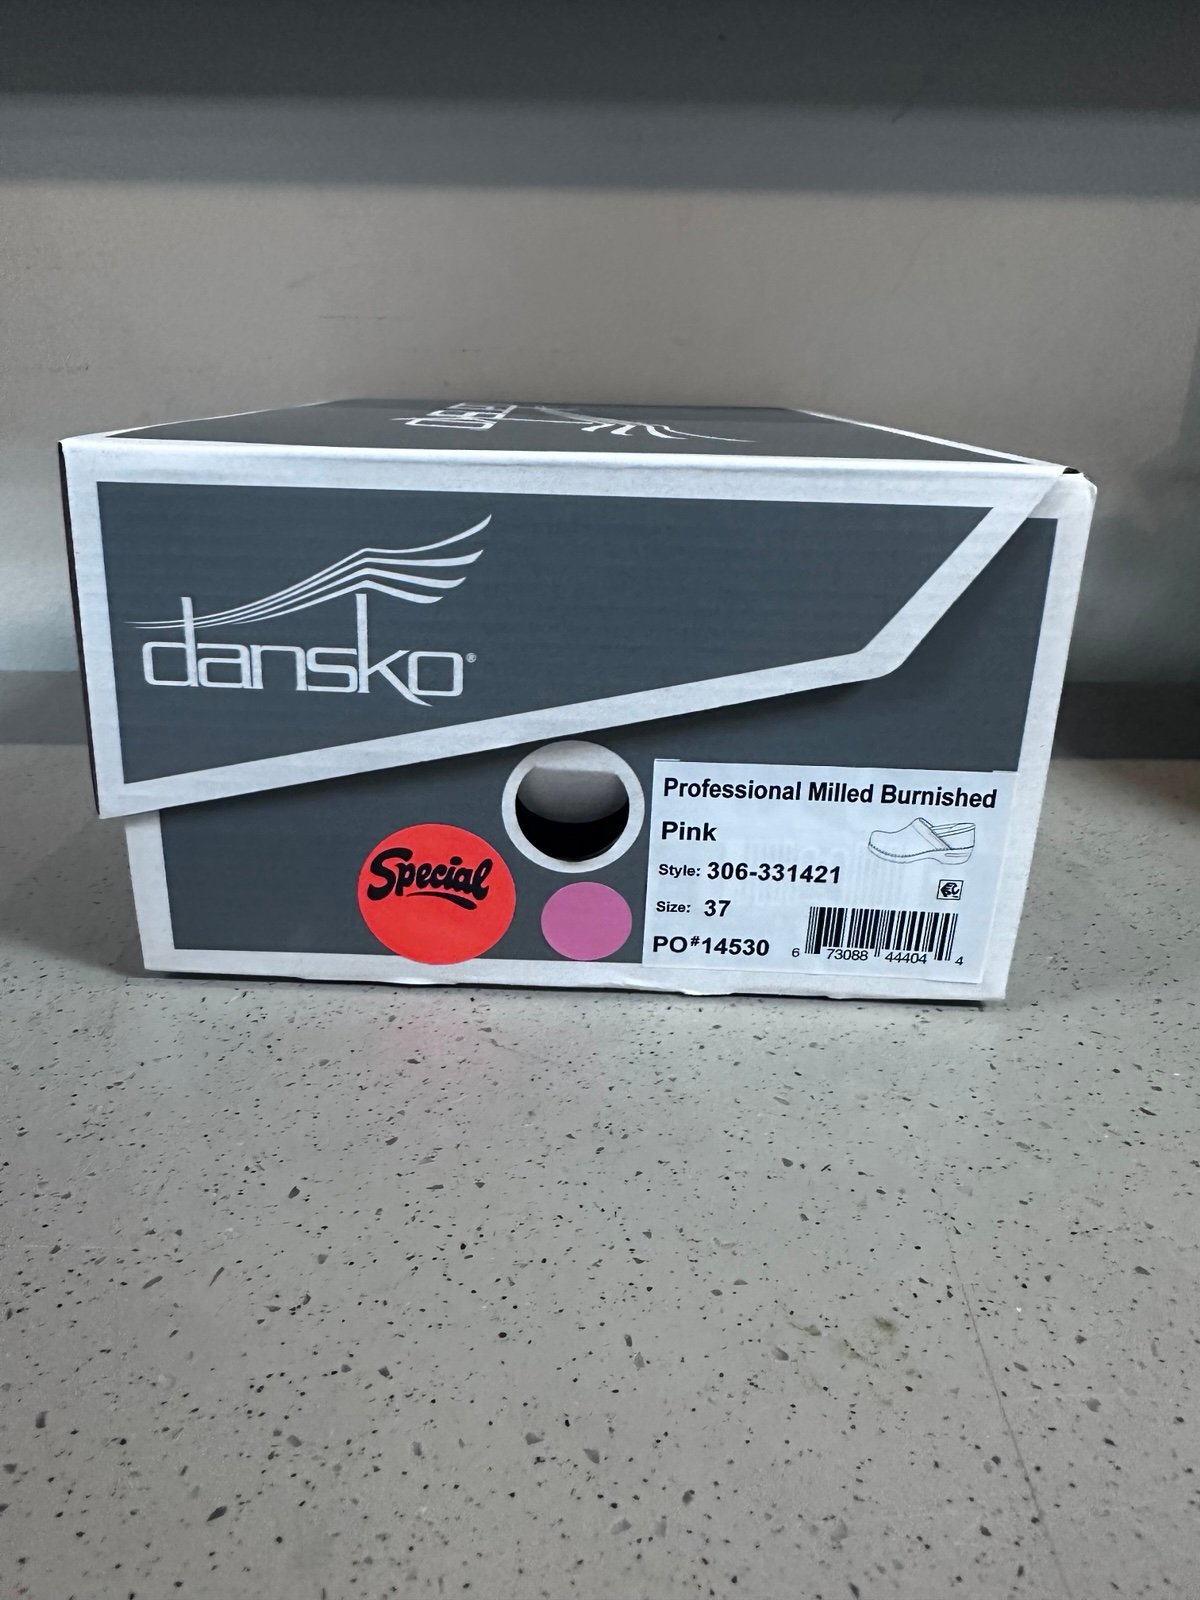 dansko®
Special
Professional Milled Burnished
Pink
Style: 306-331421
Size: 37
PO#14530
6 73088 44404 4